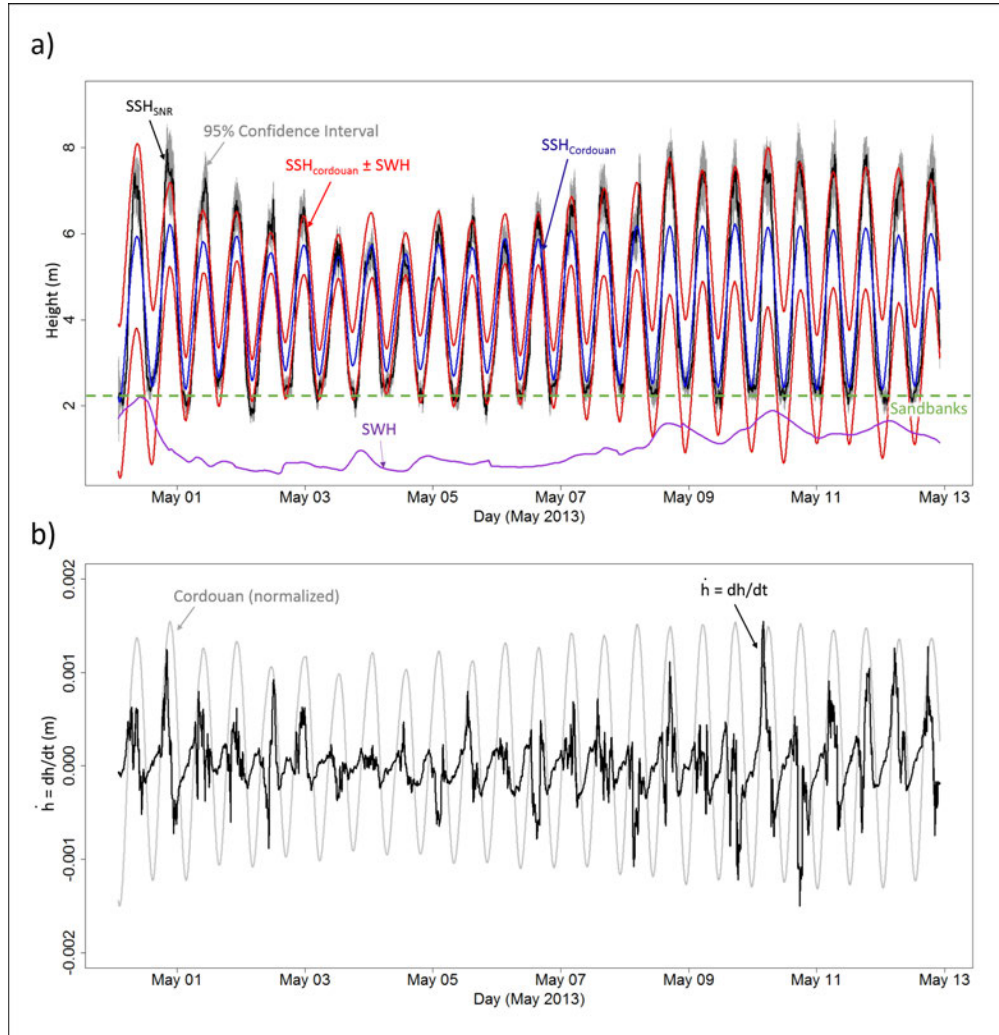 a)
SSH_SNR
95% Confidence Interval
SSH_cordouan ± SWH
SSH_Cordouan
8
6
4
2
Height (m)
Sandbanks
SWH
May 01 May 03 May 05 May 07 May 09 May 11 May 13
Day (May 2013)
b)
0.002
Cordouan (normalized)
ḣ = dh/dt
0.001
0.000
-0.001
-0.002
ḣ = dh/dt (m)
May 01 May 03 May 05 May 07 May 09 May 11 May 13
Day (May 2013)